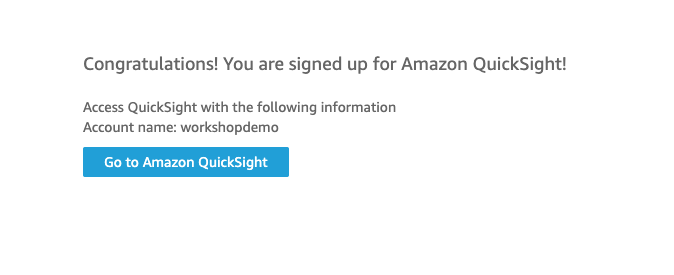 Congratulations! You are signed up for Amazon QuickSight!
Access QuickSight with the following information
Account name: workshopdemo
Go to Amazon QuickSight